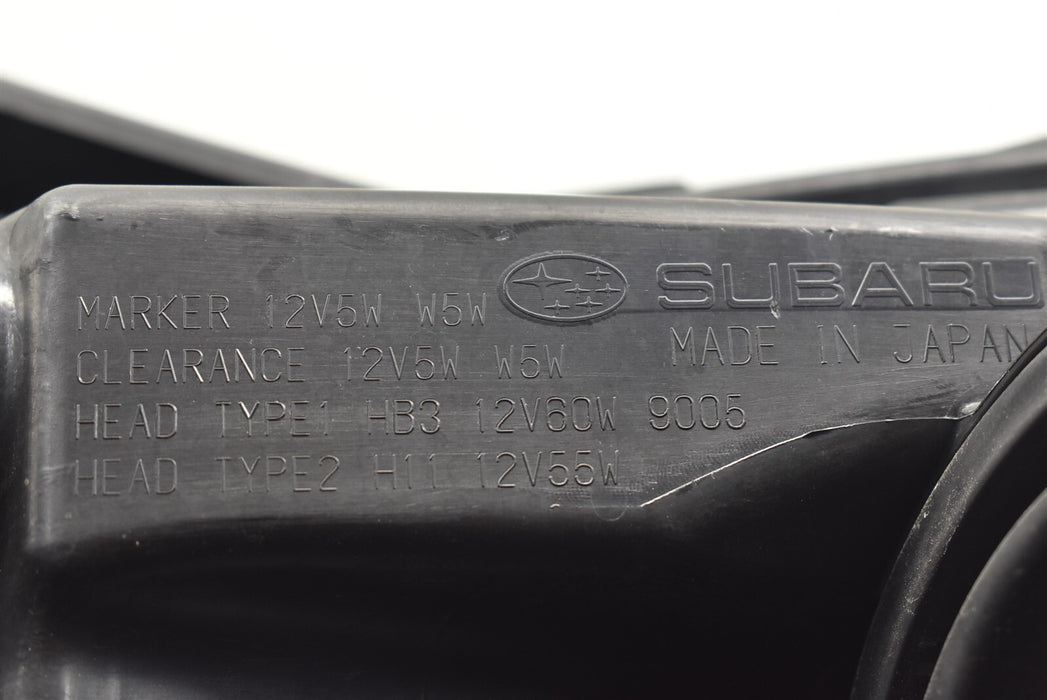 SUBARU
MARKER 12V5W W5W
MADE IN JAPAN
CLEARANCE 12V5W W5W
HEAD TYPE1 HB3 12V60W 9005
HEAD TYPE2 H11 12V55W